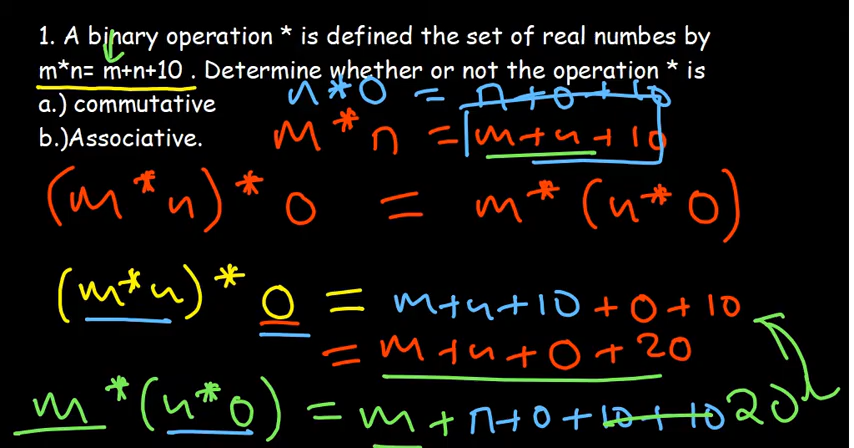 1. A binary operation * is defined the set of real numbes by
m*n= m+n+10 . Determine whether or not the operation * is
a.) commutative
n * 0 = n + 0 + 10
b.)Associative.
m * n = m + n + 10
(m * n) * 0 = m * (n * 0)
(m * n) * 0 = m + n + 10 + 0 + 10
= m + n + 0 + 20
m * (n * 0) = m + n + 0 + 10 + 10 20